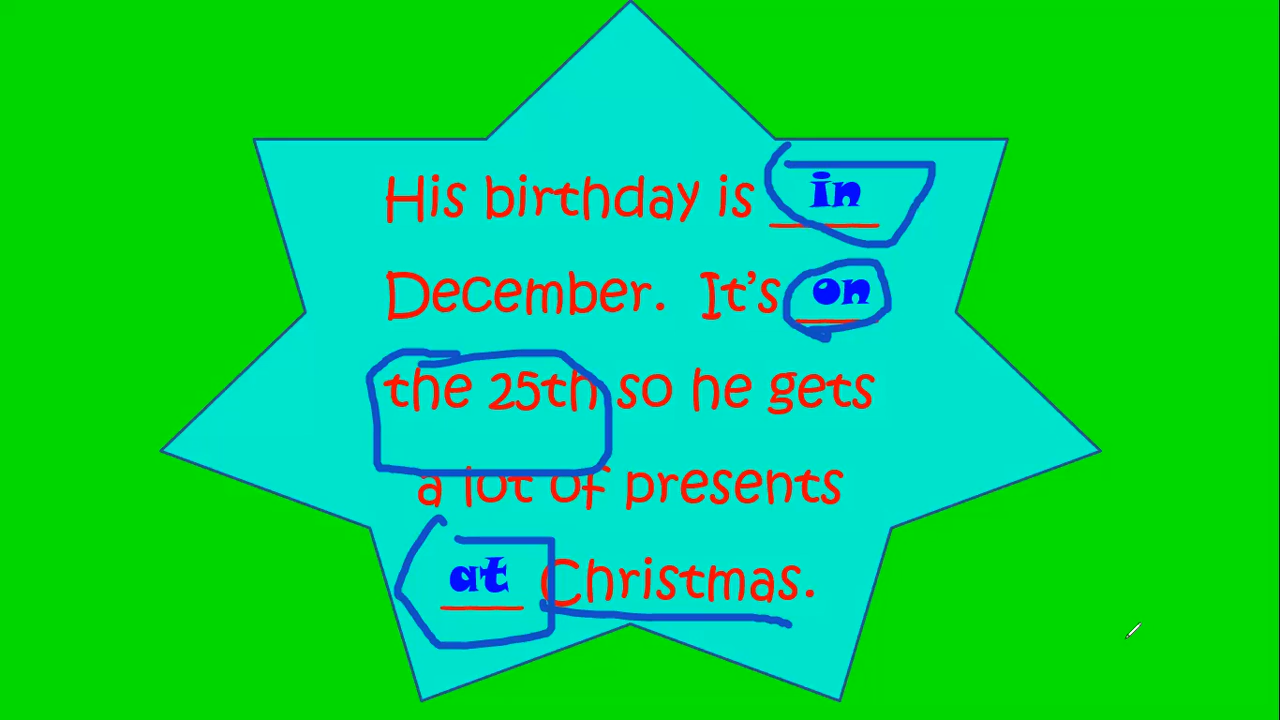 His birthday is in
December. It's on
the 25th so he gets
a lot of presents
at Christmas.